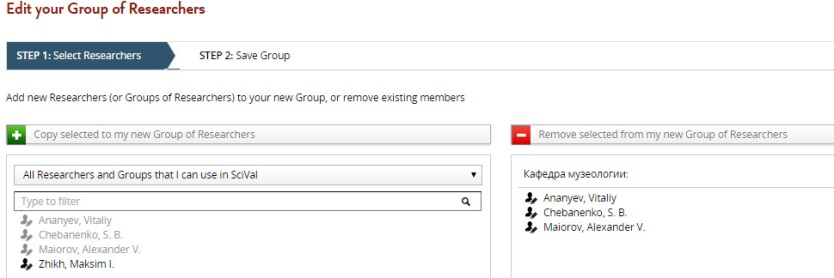 Edit your Group of Researchers
STEP 1: Select Researchers
STEP 2: Save Group
Add new Researchers (or Groups of Researchers) to your new Group, or remove existing members
Copy selected to my new Group of Researchers
All Researchers and Groups that I can use in SciVal
Type to filter
Ananyev, Vitaliy
Chebanenko, S. B.
Maiorov, Alexander V.
Zhikh, Maksim I.
Remove selected from my new Group of Researchers
Кафедра музеологии:
Ananyev, Vitaliy
Chebanenko, S. B.
Maiorov, Alexander V.